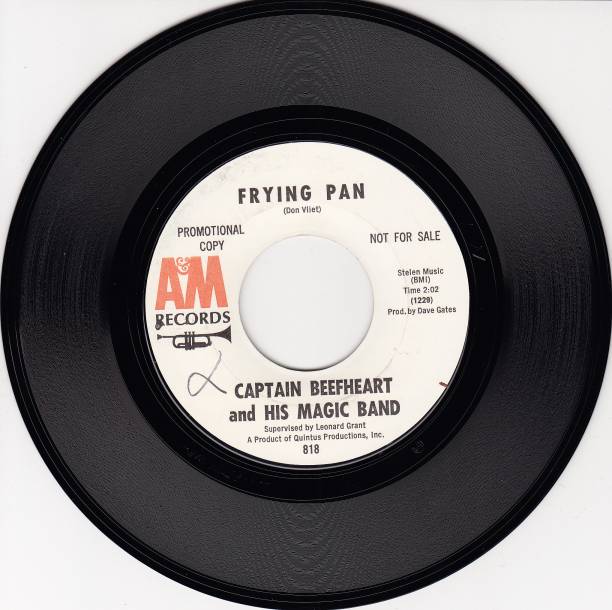 FRYING PAN
(Don Vliet)
PROMOTIONAL
COPY
NOT FOR SALE
A&M
RECORDS
Stelen Music
(BMI)
Time 2:02
(1229)
Prod. by Dave Gates
CAPTAIN BEEFHEART
and HIS MAGIC BAND
Supervised by Leonard Grant
A Product of Quintus Productions, Inc.
818